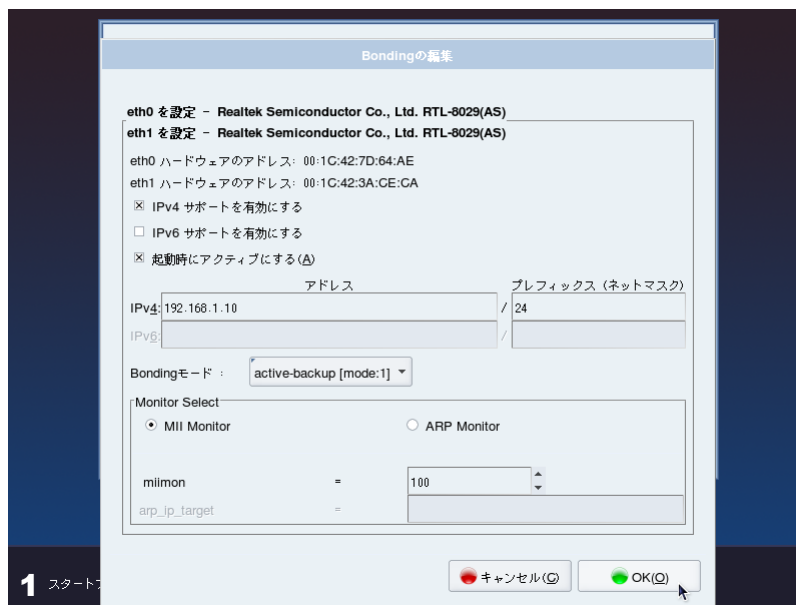 Bondingの編集
eth0 を設定 - Realtek Semiconductor Co., Ltd. RTL-8029(AS)
eth1 を設定 - Realtek Semiconductor Co., Ltd. RTL-8029(AS)
eth0 ハードウェアのアドレス: 00:1C:42:7D:64:AE
eth1 ハードウェアのアドレス: 00:1C:42:3A:CE:CA
IPv4 サポートを有効にする
IPv6 サポートを有効にする
起動時にアクティブにする(A)
アドレス プレフィックス (ネットマスク)
IPv4: 192.168.1.10 / 24
IPv6: /
Bondingモード : active-backup [mode:1]
Monitor Select
MII Monitor ARP Monitor
miimon = 100
arp_ip_target =
キャンセル(C) OK(O)
1 スタート